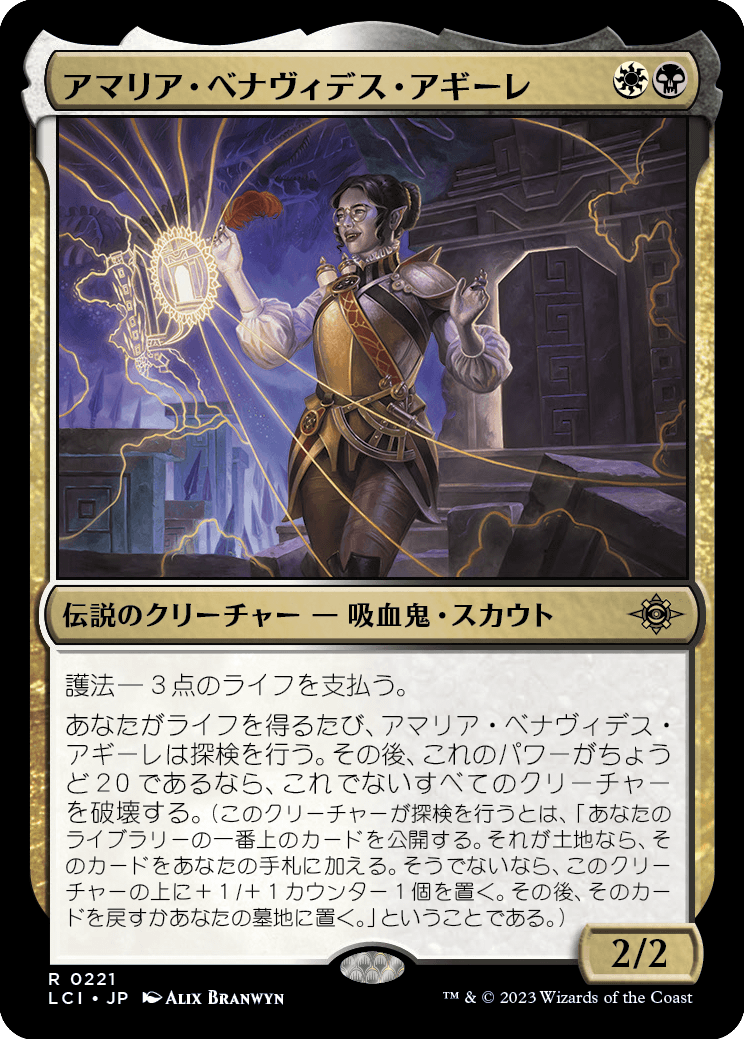 アマリア・ベナヴィデス・アギーレ
伝説のクリーチャー ― 吸血鬼・スカウト
護法―３点のライフを支払う。
あなたがライフを得るたび、アマリア・ベナヴィデス・
アギーレは探検を行う。その後、これのパワーがちょう
ど２０であるなら、これでないすべてのクリーチャー
を破壊する。（このクリーチャーが探検を行うとは、「あなたの
ライブラリーの一番上のカードを公開する。それが土地なら、そ
のカードをあなたの手札に加える。そうでないなら、このクリー
チャーの上に＋１/＋１カウンター１個を置く。その後、そのカー
ドを戻すかあなたの墓地に置く。」ということである。）
2/2
R 0221
LCI • JP Alix Branwyn
™ & © 2023 Wizards of the Coast